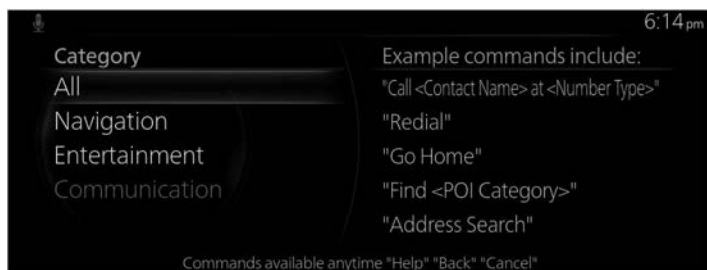 6:14 pm
Category
All
Navigation
Entertainment
Communication
Example commands include:
"Call <Contact Name> at <Number Type>"
"Redial"
"Go Home"
"Find <POI Category>"
"Address Search"
Commands available anytime "Help" "Back" "Cancel"